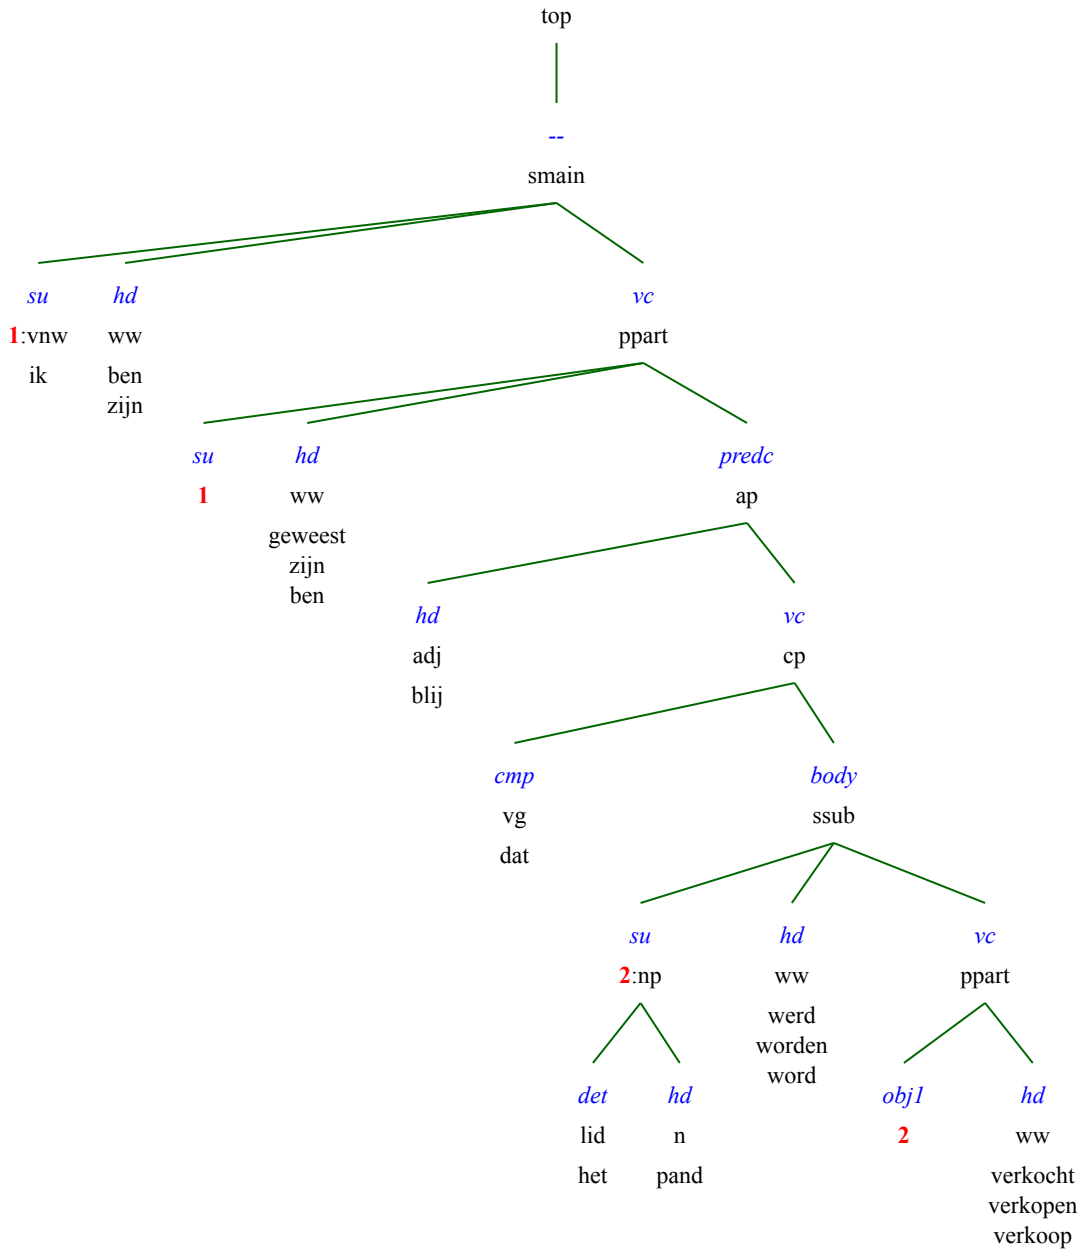 top
--
smain
su hd vc
1:vnw ww ppart
ik ben
zijn
su hd predc
1 ww ap
geweest
zijn
ben
hd vc
adj cp
blij
cmp body
vg ssub
dat
su hd vc
2:np ww ppart
werd
worden
word
det hd obj1 hd
lid n 2 ww
het pand verkocht
verkopen
verkoop